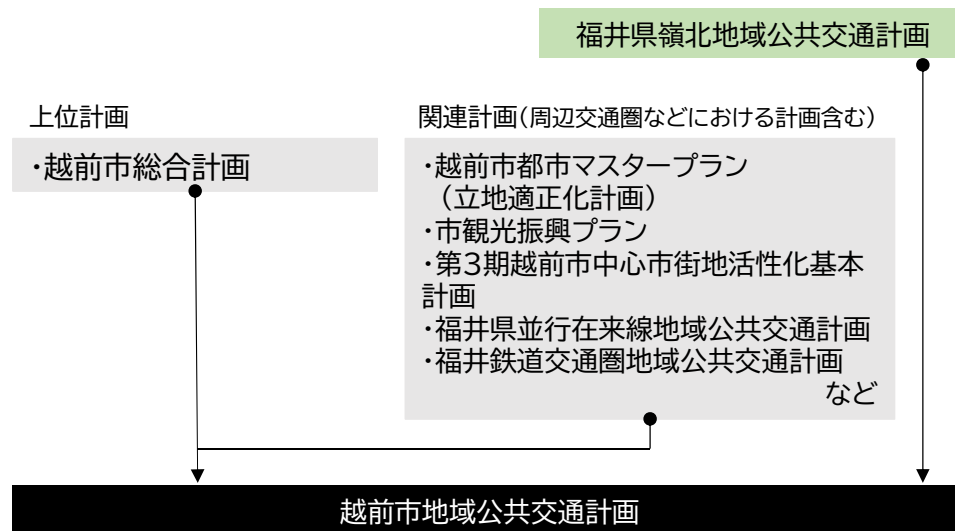 福井県嶺北地域公共交通計画
上位計画
・越前市総合計画
関連計画(周辺交通圏などにおける計画含む)
・越前市都市マスタープラン
(立地適正化計画)
・市観光振興プラン
・第3期越前市中心市街地活性化基本
計画
・福井県並行在来線地域公共交通計画
・福井鉄道交通圏地域公共交通計画
など
越前市地域公共交通計画